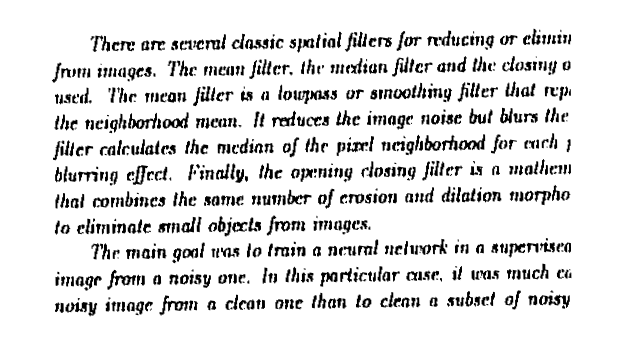 There are several classic spatial filters for reducing or elimin
from images. The mean filter, the median filter and the closing o
used. The mean filter is a lowpass or smoothing filter that repl
the neighborhood mean. It reduces the image noise but blurs the
filter calculates the median of the pixel neighborhood for each p
blurring effect. Finally, the opening closing filter is a mathem
that combines the same number of erosion and dilation morpho
to eliminate small objects from images.
The main goal was to train a neural network in a supervised
image from a noisy one. In this particular case, it was much ea
noisy image from a clean one than to clean a subset of noisy